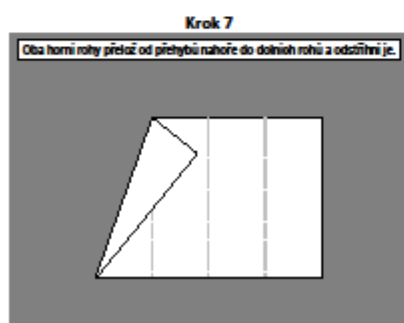 Krok 7
Oba horní rohy přelož od přehybů nahoře do dolních rohů a odstřihni je.